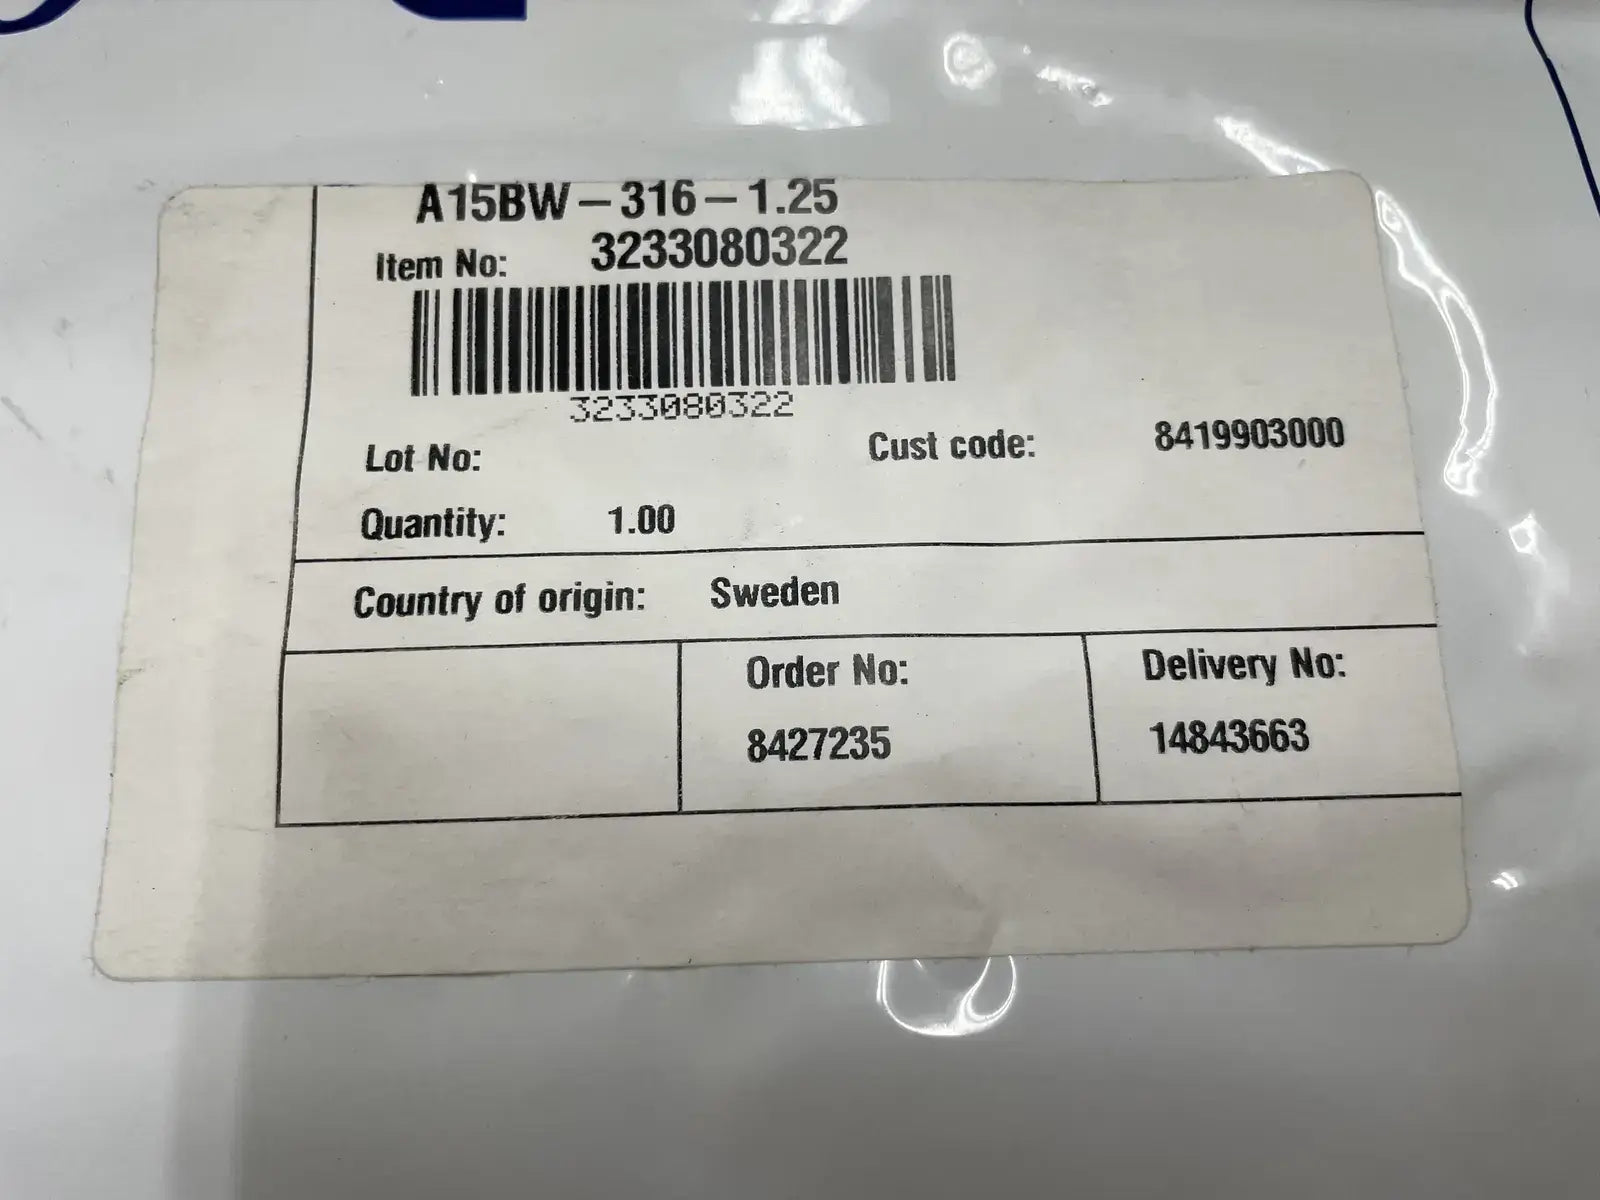 A15BW-316-1.25
Item No: 3233080322
3233080322
Lot No:
Cust code: 8419903000
Quantity: 1.00
Country of origin: Sweden
Order No: Delivery No:
8427235 14843663